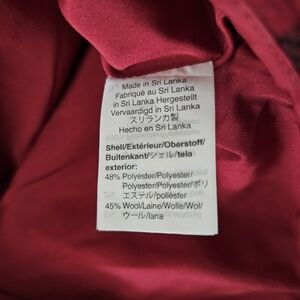 Made in Sri Lanka
Fabriqué au Sri Lanka
in Sri Lanka Hergestellt
Vervaardigd in Sri Lanka
スリランカ製
Hecho en Sri Lanka
Shell/Extérieur/Oberstoff/
Buitenkant/シェル/tela
exterior:
48% Polyester/Polyester/
Polyester/Polyester/ポリ
エステル/poliéster
45% Wool/Laine/Wolle/Wol/
ウール/lana